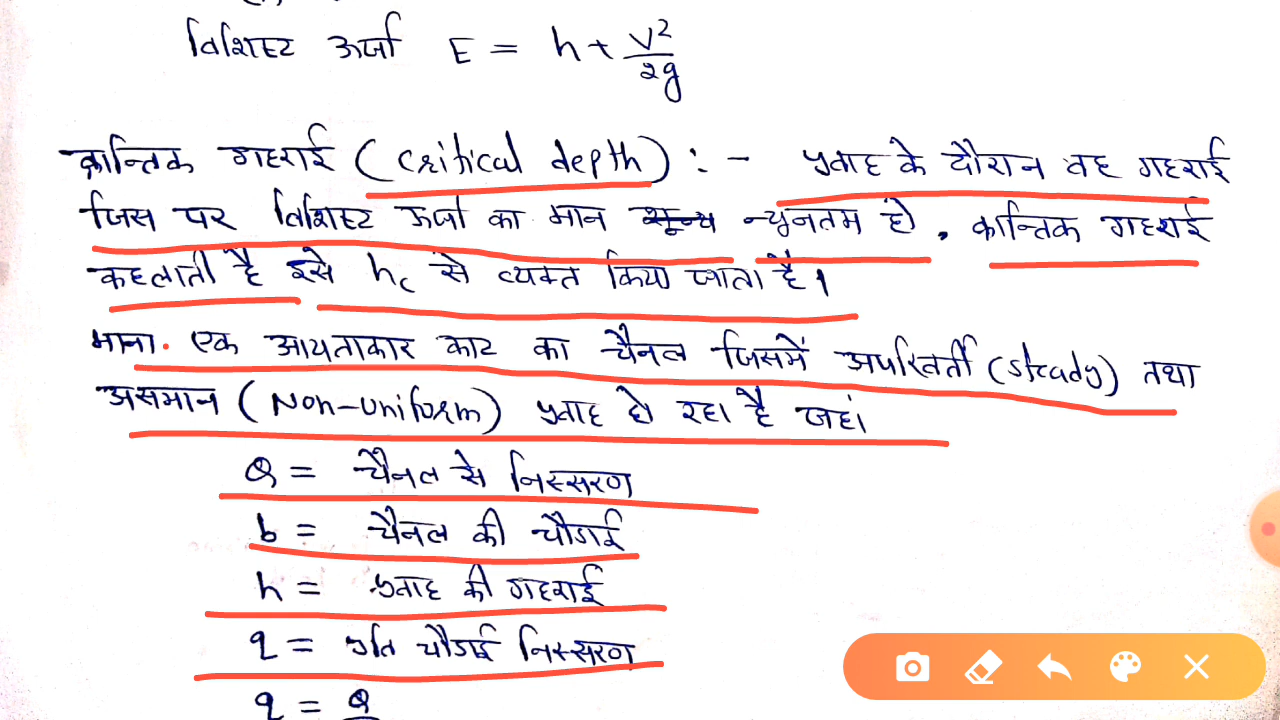 विशिष्ट ऊर्जा E = h + V²/2g
क्रान्तिक गहराई (Critical depth) : - प्रवाह के दौरान वह गहराई
जिस पर विशिष्ट ऊर्जा का मान शून्य न्यूनतम हो, क्रान्तिक गहराई
कहलाती है इसे hc से व्यक्त किया जाता है।
माना. एक आयताकार काट का चैनल जिसमें अपरिवर्ती (steady) तथा
असमान (Non-uniform) प्रवाह हो रहा है जहां
Q = चैनल से निस्सरण
b = चैनल की चौडाई
h = प्रवाह की गहराई
q = प्रति चौडाई निस्सरण
q = Q